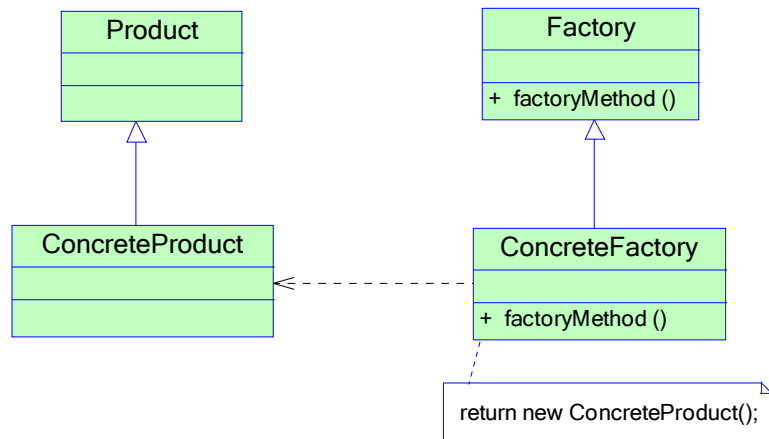 Product
Factory
+ factoryMethod ()
ConcreteProduct
ConcreteFactory
+ factoryMethod ()
return new ConcreteProduct();